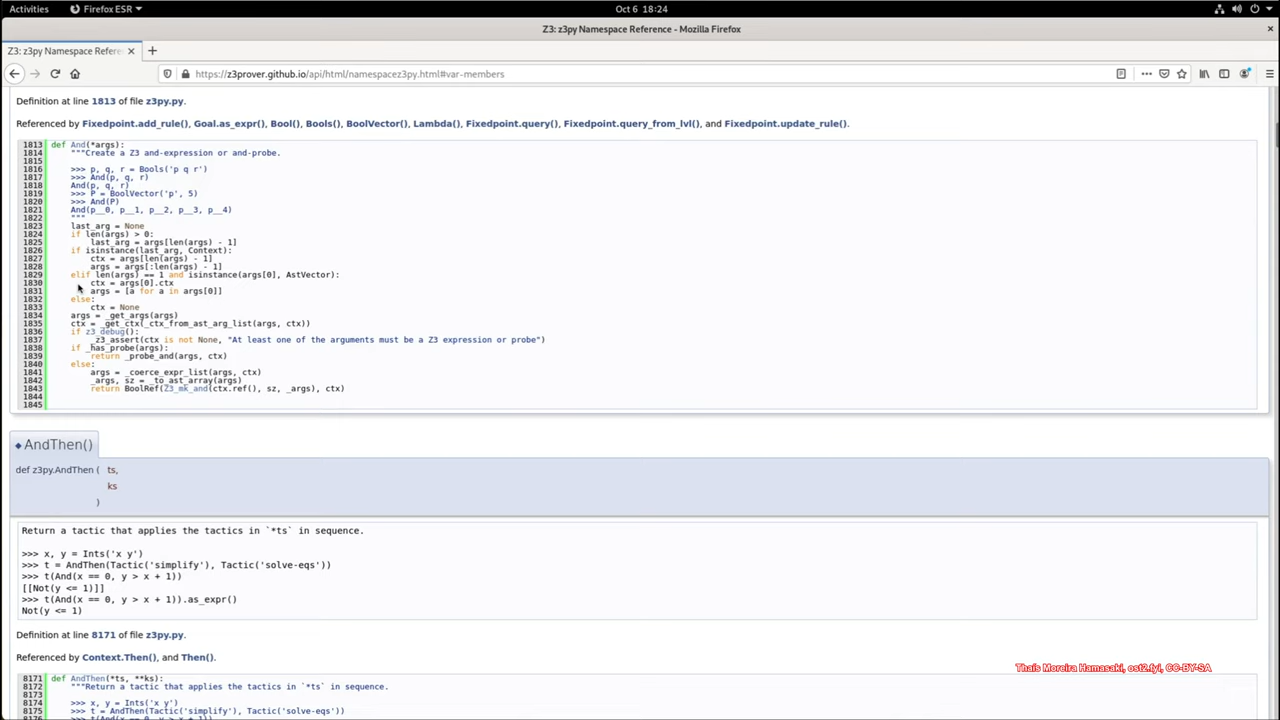 Activities
Firefox ESR
Oct 6 18:24
Z3: z3py Namespace Reference - Mozilla Firefox
Z3: z3py Namespace Refere
https://z3prover.github.io/api/html/namespacez3py.html#var-members
Definition at line 1813 of file z3py.py.
Referenced by Fixedpoint.add_rule(), Goal.as_expr(), Bool(), Bools(), BoolVector(), Lambda(), Fixedpoint.query(), Fixedpoint.query_from_lvl(), and Fixedpoint.update_rule().
1813 def And(*args):
1814 """Create a Z3 and-expression or and-probe.
1815
1816 >>> p, q, r = Bools('p q r')
1817 >>> And(p, q, r)
1818 And(p, q, r)
1819 >>> P = BoolVector('p', 5)
1820 >>> And(P)
1821 And(p__0, p__1, p__2, p__3, p__4)
1822 """
1823 last_arg = None
1824 if len(args) > 0:
1825 last_arg = args[len(args) - 1]
1826 if isinstance(last_arg, Context):
1827 ctx = args[len(args) - 1]
1828 args = args[:len(args) - 1]
1829 elif len(args) == 1 and isinstance(args[0], AstVector):
1830 ctx = args[0].ctx
1831 args = [a for a in args[0]]
1832 else:
1833 ctx = None
1834 args = _get_args(args)
1835 ctx = _get_ctx(_ctx_from_ast_arg_list(args, ctx))
1836 if z3_debug():
1837 _z3_assert(ctx is not None, "At least one of the arguments must be a Z3 expression or probe")
1838 if _has_probe(args):
1839 return _probe_and(args, ctx)
1840 else:
1841 args = _coerce_expr_list(args, ctx)
1842 _args, sz = _to_ast_array(args)
1843 return BoolRef(Z3_mk_and(ctx.ref(), sz, _args), ctx)
1844
1845
◆ AndThen()
def z3py.AndThen ( ts,
ks
)
Return a tactic that applies the tactics in `*ts` in sequence.
>>> x, y = Ints('x y')
>>> t = AndThen(Tactic('simplify'), Tactic('solve-eqs'))
>>> t(And(x == 0, y > x + 1))
[[Not(y <= 1)]]
>>> t(And(x == 0, y > x + 1)).as_expr()
Not(y <= 1)
Definition at line 8171 of file z3py.py.
Referenced by Context.Then(), and Then().
Thais Moreira Hamasaki, ost2.fyi, CC-BY-SA
8171 def AndThen(*ts, **ks):
8172 """Return a tactic that applies the tactics in `*ts` in sequence.
8173
8174 >>> x, y = Ints('x y')
8175 >>> t = AndThen(Tactic('simplify'), Tactic('solve-eqs'))
>>> t(And(x == 0, y > x + 1))